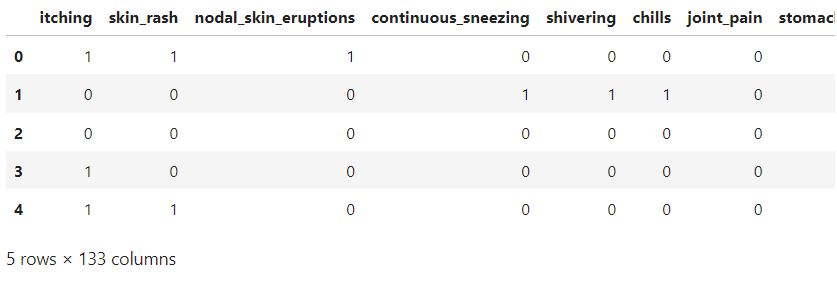 itching skin_rash nodal_skin_eruptions continuous_sneezing shivering chills joint_pain
0 1 1 1 0 0 0 0
1 0 0 0 1 1 1 0
2 0 0 0 0 0 0 0
3 1 0 0 0 0 0 0
4 1 1 0 0 0 0 0
5 rows × 133 columns